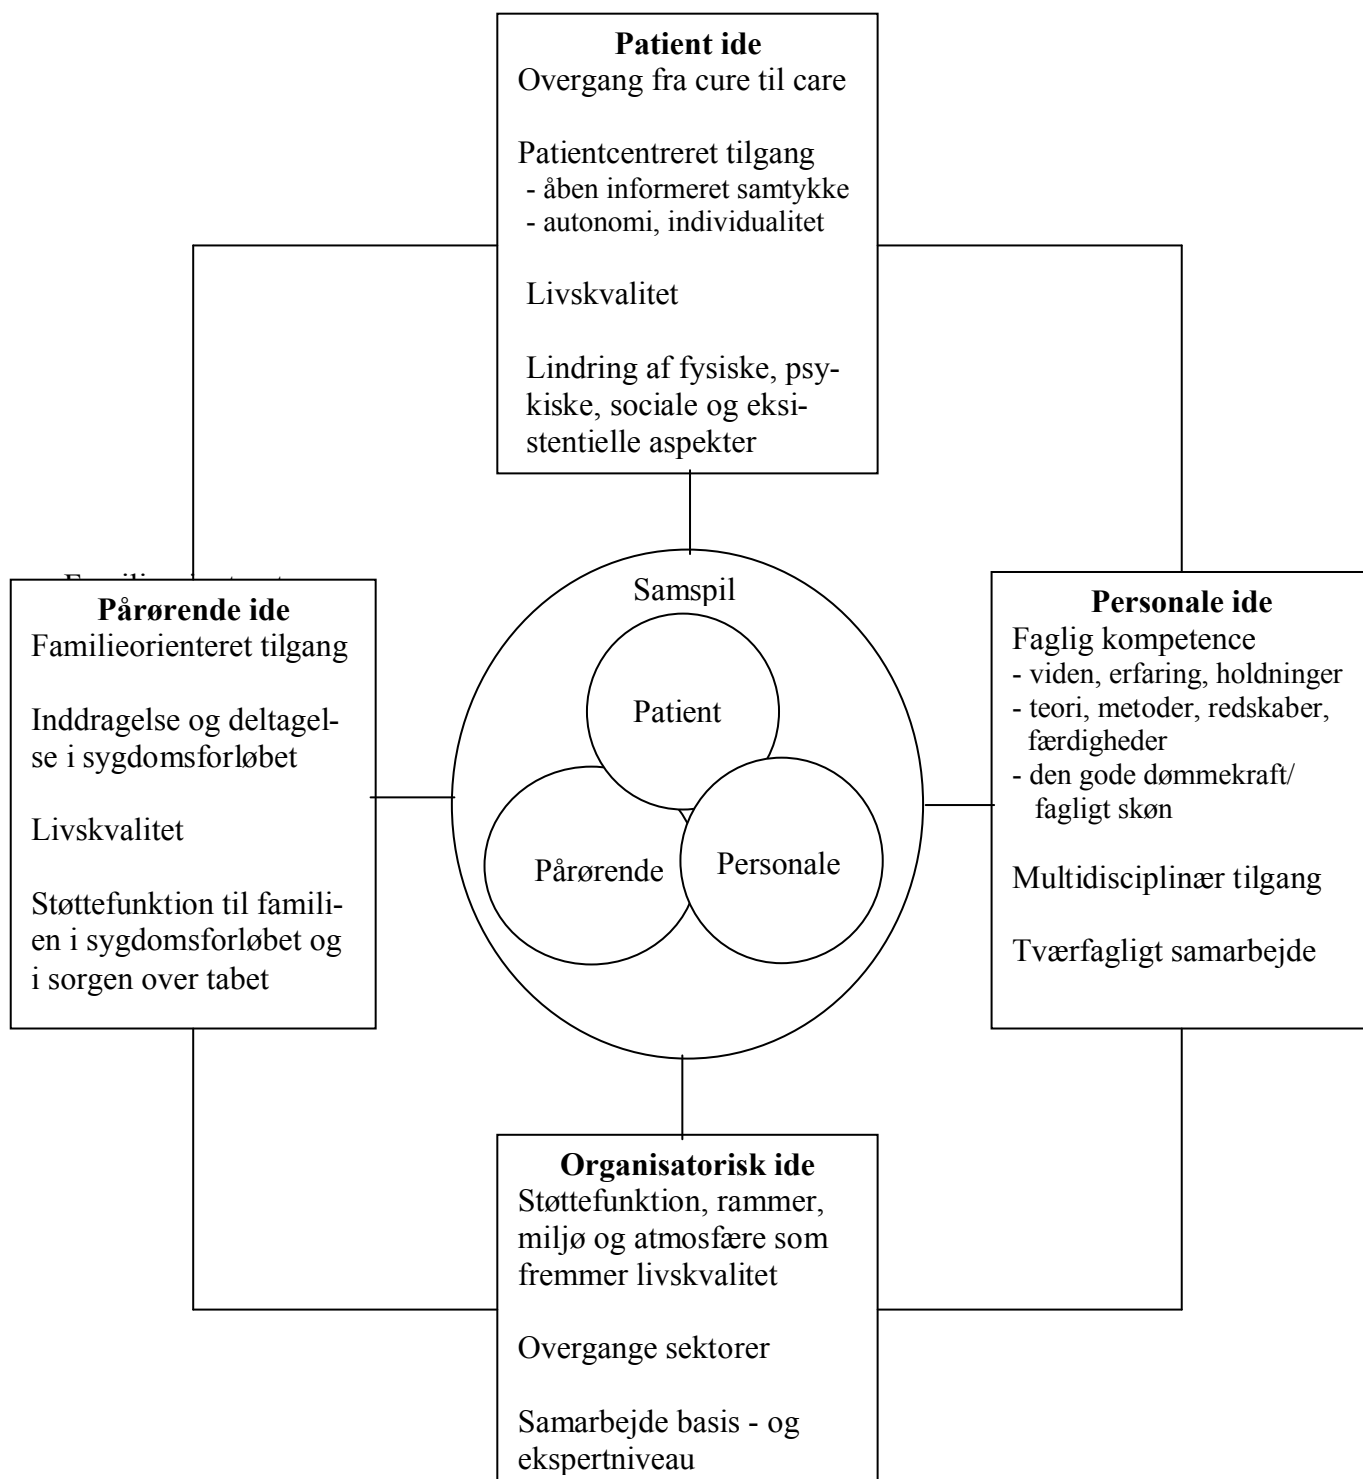 Patient ide
Overgang fra cure til care
Patientcentreret tilgang
- åben informeret samtykke
- autonomi, individualitet
Livskvalitet
Lindring af fysiske, psy-
kiske, sociale og eksi-
stentielle aspekter
Pårørende ide
Familieorienteret tilgang
Inddragelse og deltagel-
se i sygdomsforløbet
Livskvalitet
Støttefunktion til famili-
en i sygdomsforløbet og
i sorgen over tabet
Samspil
Patient
Pårørende
Personale
Personale ide
Faglig kompetence
- viden, erfaring, holdninger
- teori, metoder, redskaber,
færdigheder
- den gode dømmekraft/
fagligt skøn
Multidisciplinær tilgang
Tværfagligt samarbejde
Organisatorisk ide
Støttefunktion, rammer,
miljø og atmosfære som
fremmer livskvalitet
Overgange sektorer
Samarbejde basis - og
ekspertniveau